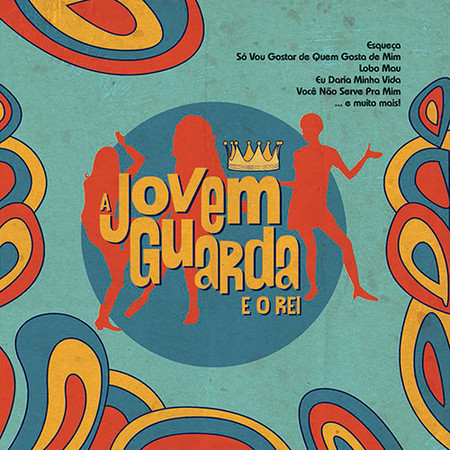 Esqueça
Só Vou Gostar de Quem Gosta de Mim
Lobo Mau
Eu Daria Minha Vida
Você Não Serve Pra Mim
... e muito mais!
A JOVEM
GUARDA
E O REI